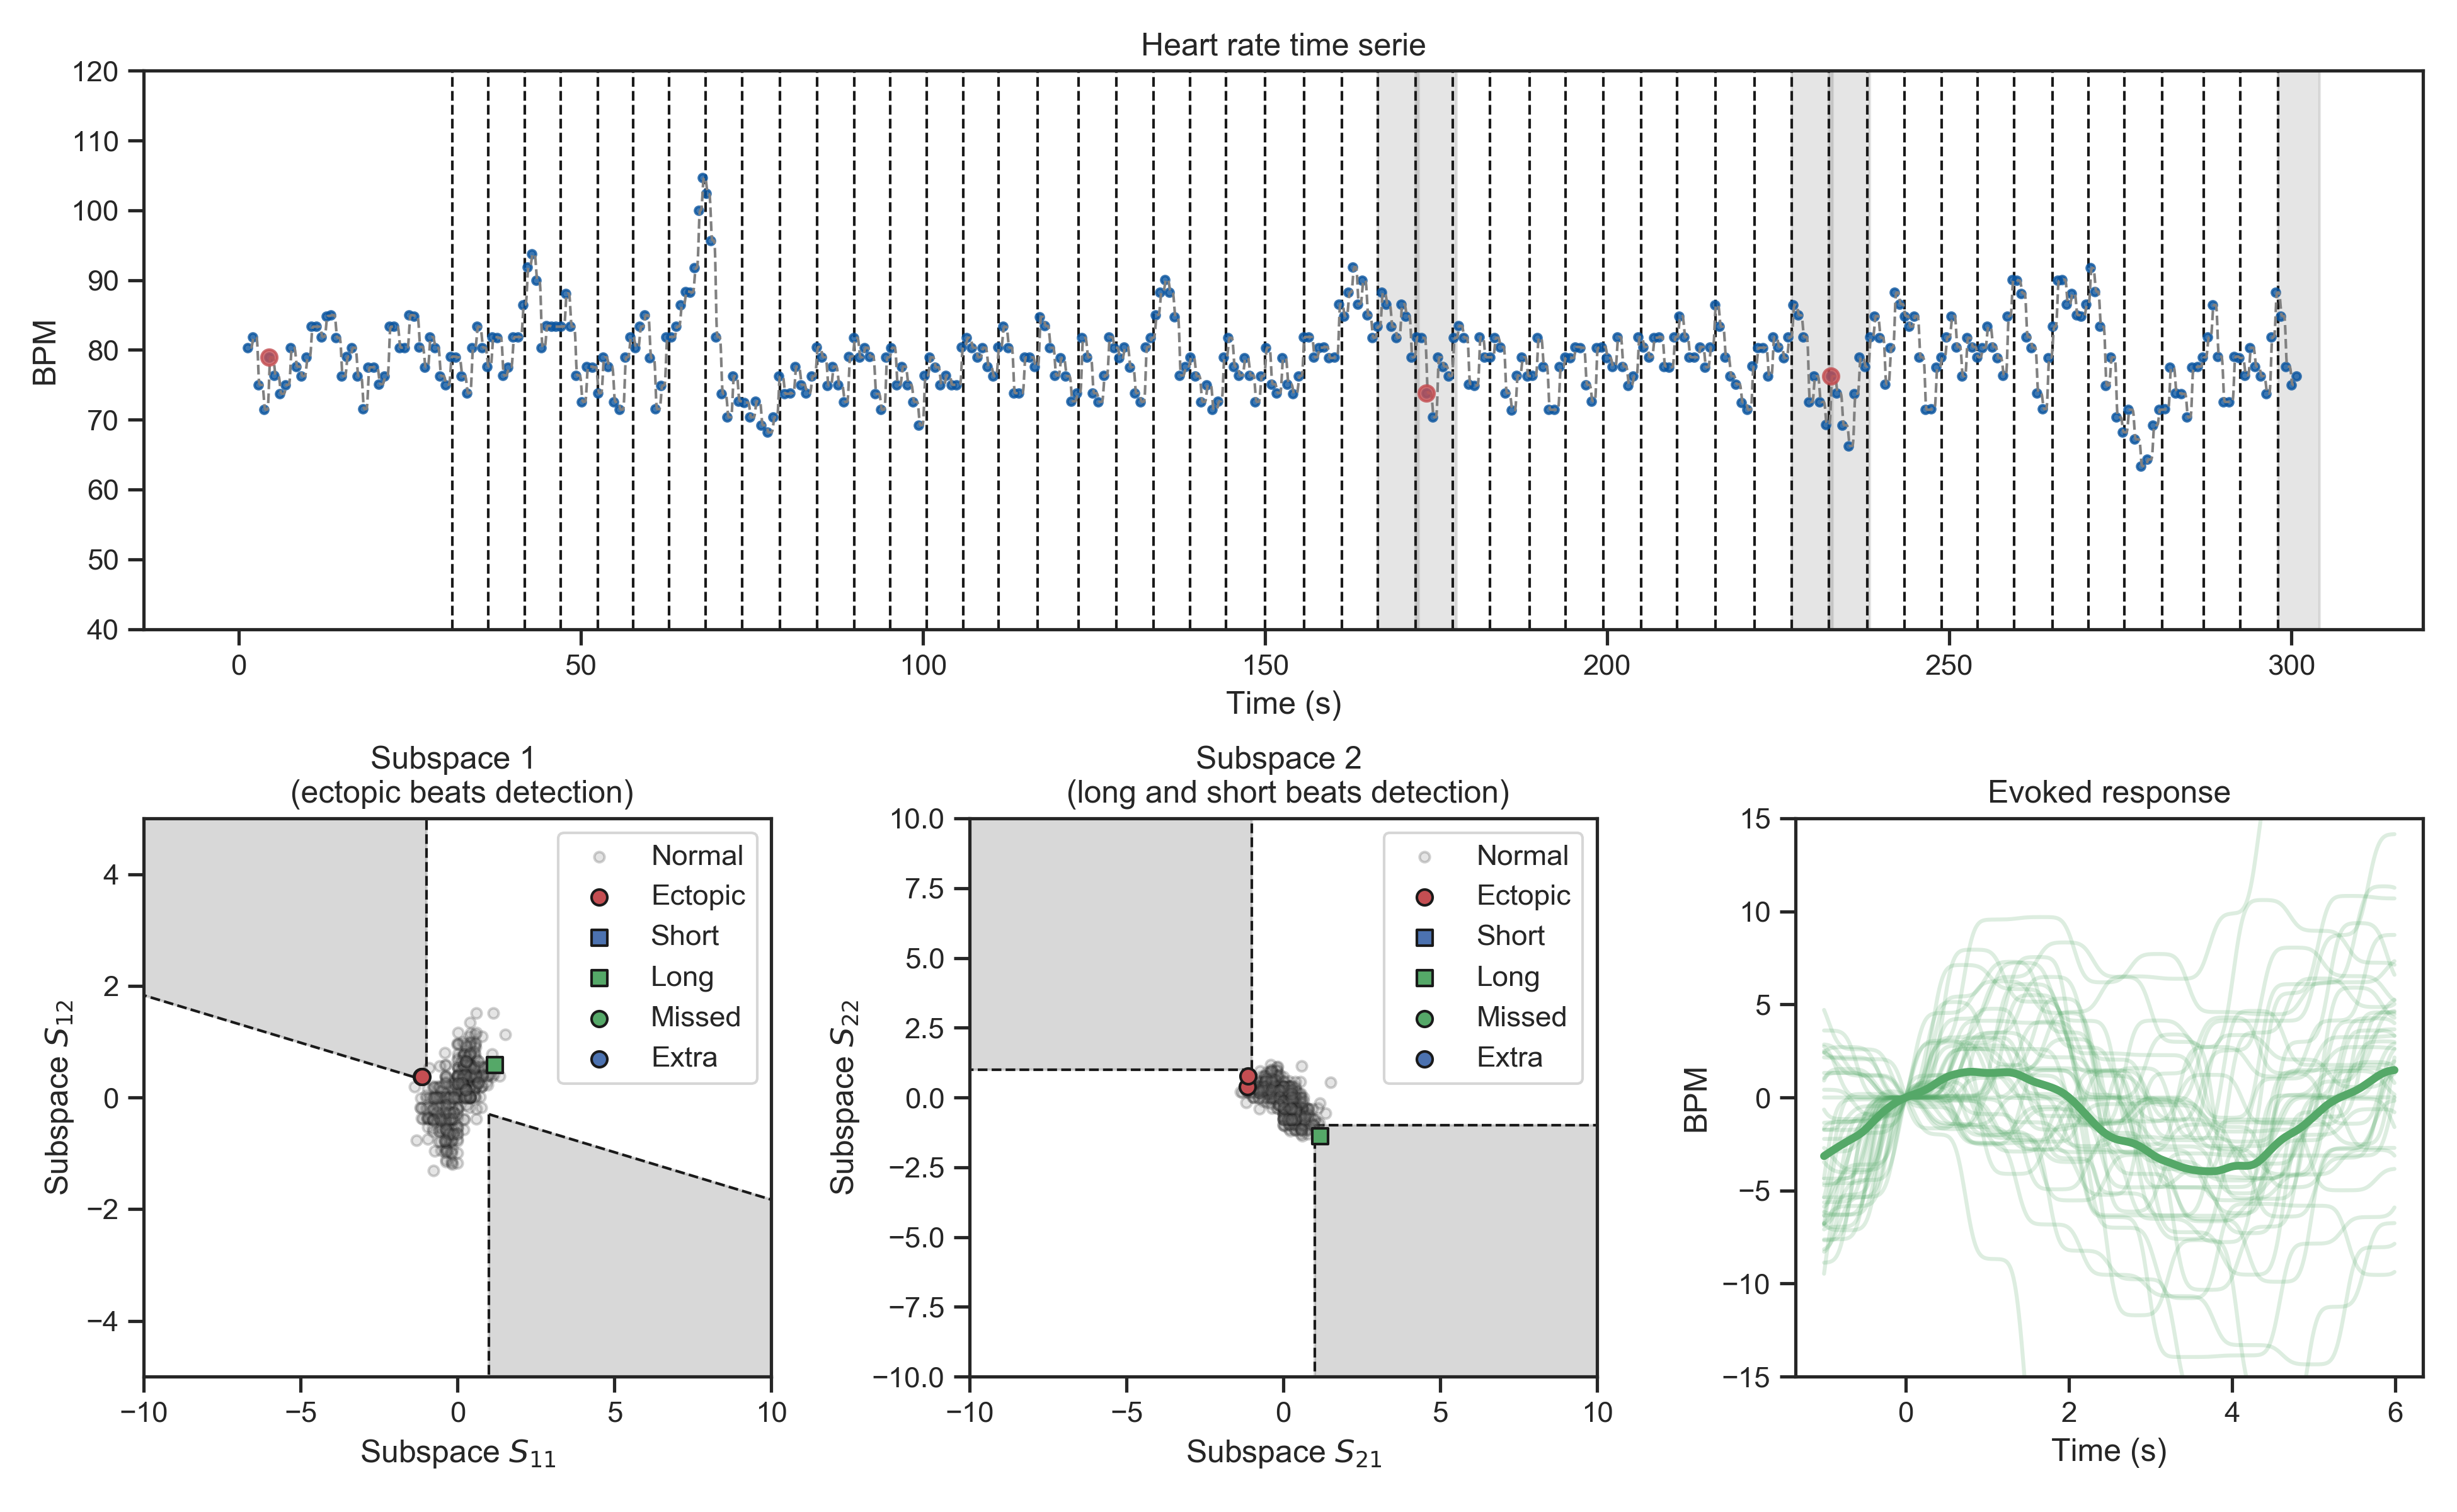 Heart rate time serie
120
110
100
90
80
70
60
50
40
BPM
0 50 100 150 200 250 300
Time (s)
Subspace 1
(ectopic beats detection)
4
2
0
−2
−4
Subspace S12
Normal
Ectopic
Short
Long
Missed
Extra
−10 −5 0 5 10
Subspace S11
Subspace 2
(long and short beats detection)
10.0
7.5
5.0
2.5
0.0
−2.5
−5.0
−7.5
−10.0
Subspace S22
Normal
Ectopic
Short
Long
Missed
Extra
−10 −5 0 5 10
Subspace S21
Evoked response
15
10
5
0
−5
−10
−15
BPM
0 2 4 6
Time (s)